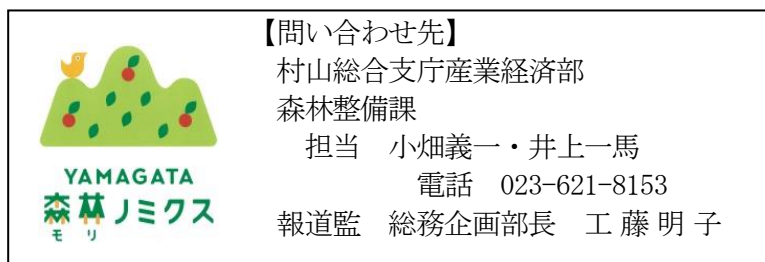 【問い合わせ先】
村山総合支庁産業経済部
森林整備課
担当　小畑義一・井上一馬
電話　023-621-8153
報道監　総務企画部長　工 藤 明 子
YAMAGATA
森林ノミクス
モリ